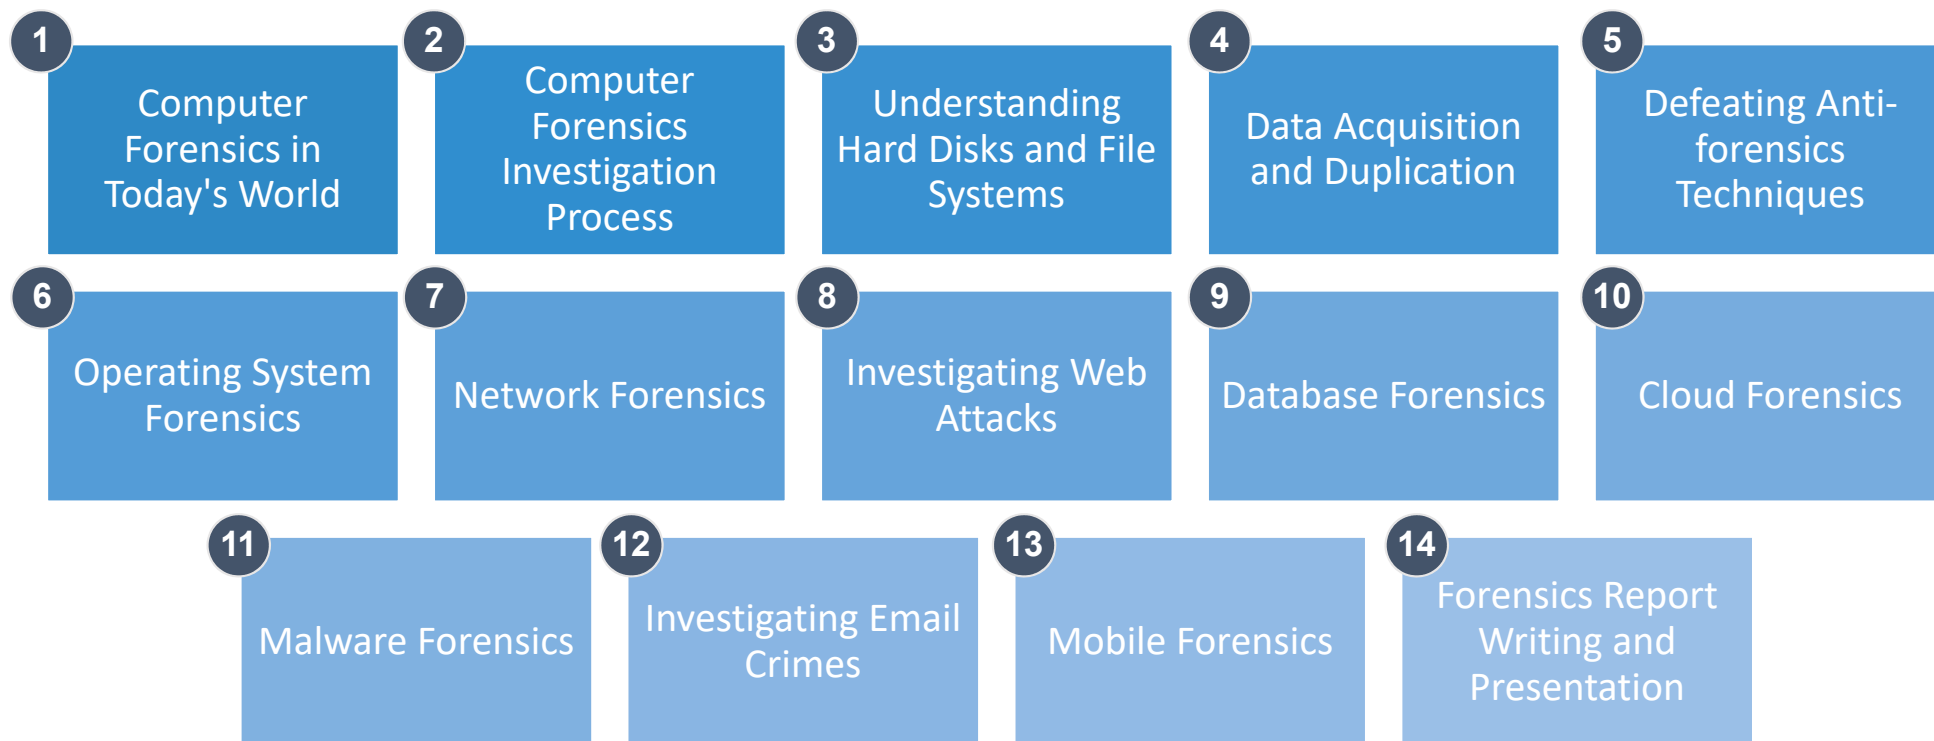 1
Computer
Forensics in
Today's World
2
Computer
Forensics
Investigation
Process
3
Understanding
Hard Disks and File
Systems
4
Data Acquisition
and Duplication
5
Defeating Anti-
forensics
Techniques
6
Operating System
Forensics
7
Network Forensics
8
Investigating Web
Attacks
9
Database Forensics
10
Cloud Forensics
11
Malware Forensics
12
Investigating Email
Crimes
13
Mobile Forensics
14
Forensics Report
Writing and
Presentation